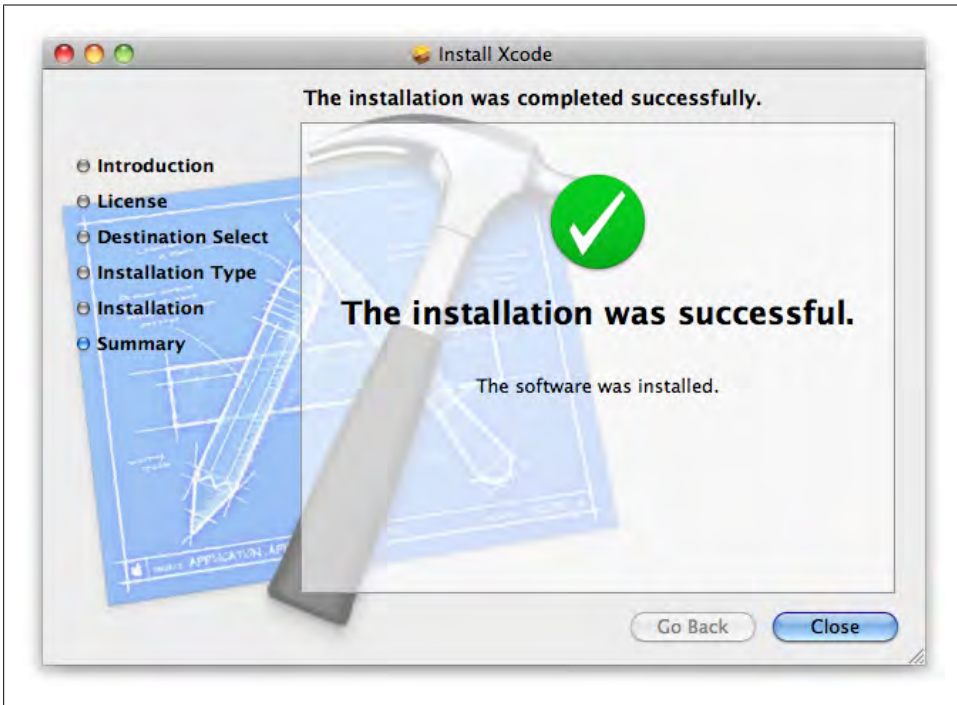 Install Xcode
The installation was completed successfully.
Introduction
License
Destination Select
Installation Type
Installation
Summary
The installation was successful.
The software was installed.
Go Back
Close